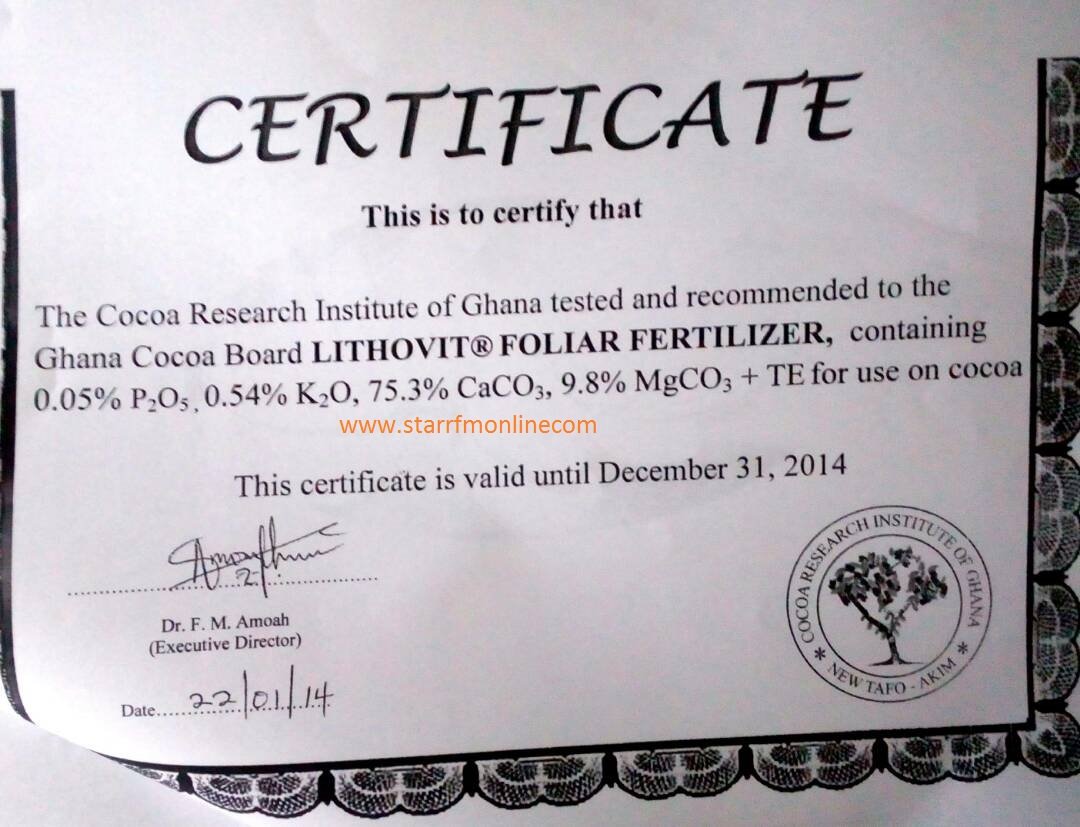 CERTIFICATE
This is to certify that
The Cocoa Research Institute of Ghana tested and recommended to the
Ghana Cocoa Board LITHOVIT® FOLIAR FERTILIZER, containing
0.05% P₂O₅, 0.54% K₂O, 75.3% CaCO₃, 9.8% MgCO₃ + TE for use on cocoa
www.starrfmonlinecom
This certificate is valid until December 31, 2014
Dr. F. M. Amoah
(Executive Director)
Date......22/01/14
COCOA RESEARCH INSTITUTE OF GHANA
* NEW TAFO - AKIM *